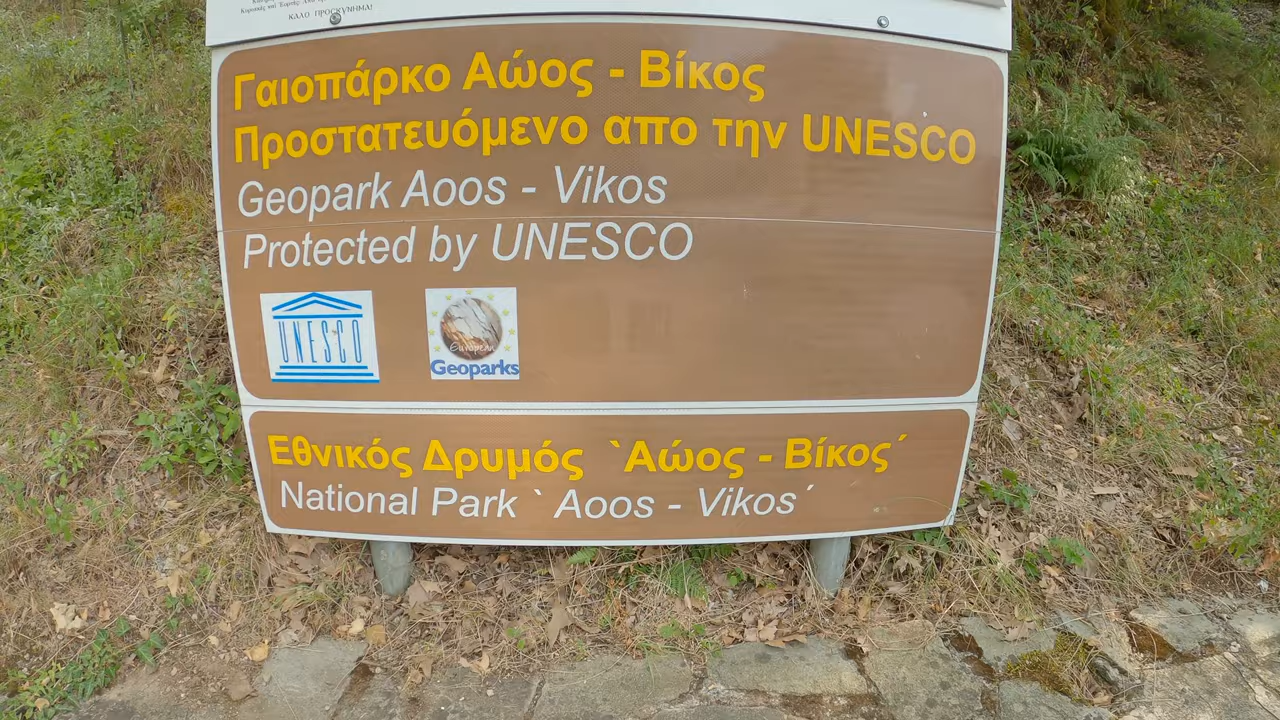 ΚΑΛΟ ΠΡΟΣΚΥΝΗΜΑ!
Γαιοπάρκο Αώος - Βίκος
Προστατευόμενο απο την UNESCO
Geopark Aoos - Vikos
Protected by UNESCO
UNESCO
European
Geoparks
Εθνικός Δρυμός `Αώος - Βίκος´
National Park ` Aoos - Vikos´